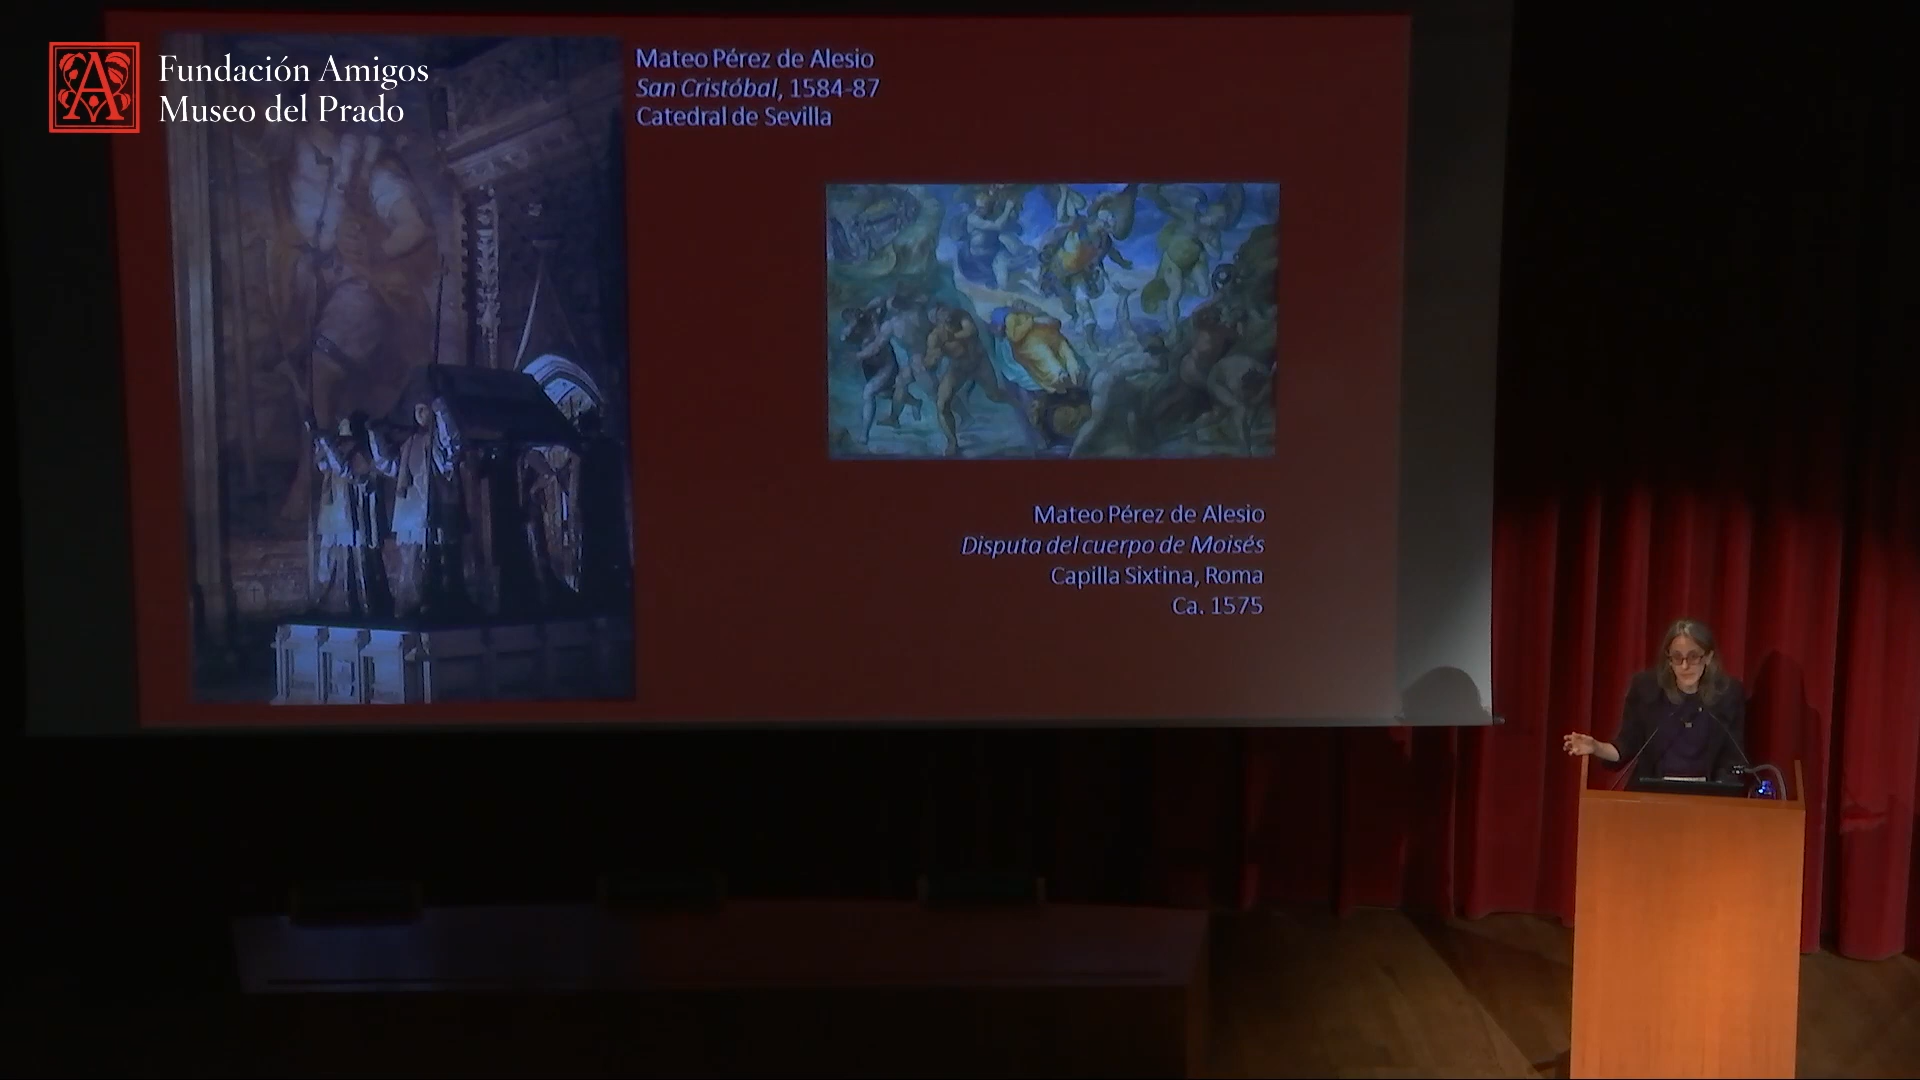 Fundación Amigos
Museo del Prado
Mateo Pérez de Alesio
San Cristóbal, 1584-87
Catedral de Sevilla
Mateo Pérez de Alesio
Disputa del cuerpo de Moisés
Capilla Sixtina, Roma
Ca. 1575